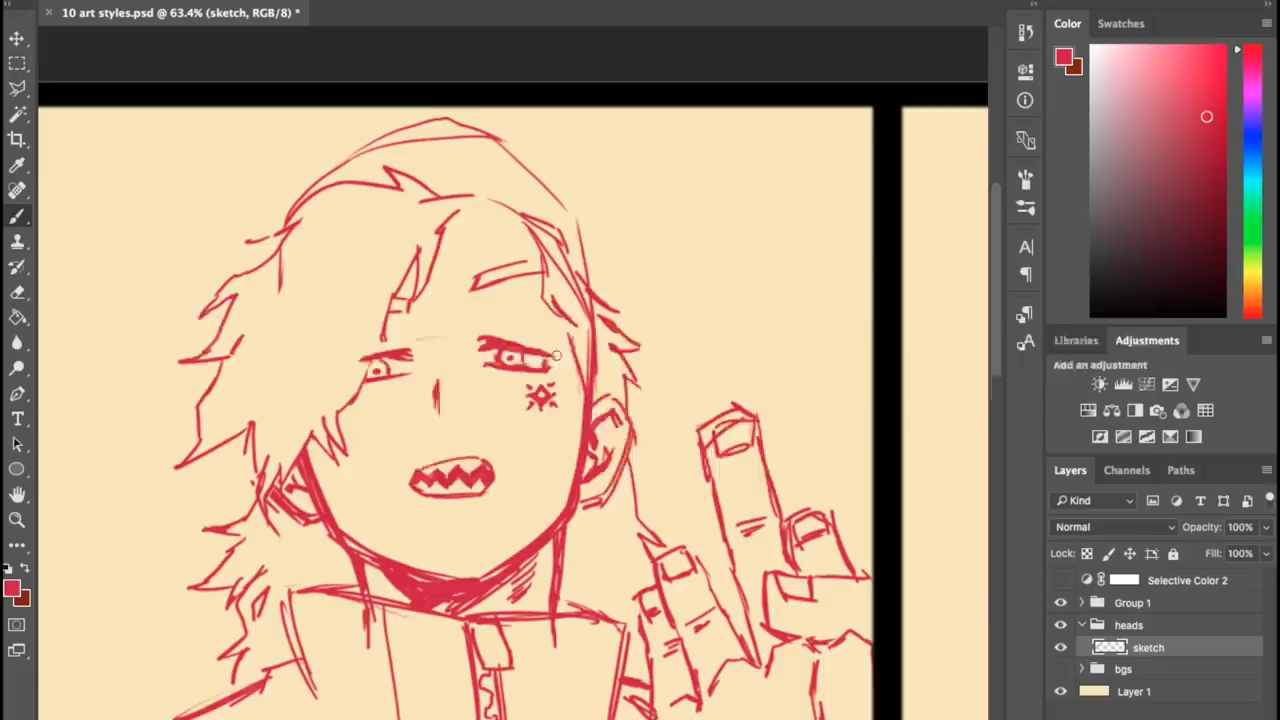 10 art styles.psd @ 63.4% (sketch, RGB/8) *
Color
Swatches
Libraries
Adjustments
Add an adjustment
Layers
Channels
Paths
Kind
Normal
Opacity: 100%
Lock:
Fill: 100%
Selective Color 2
Group 1
heads
sketch
bgs
Layer 1